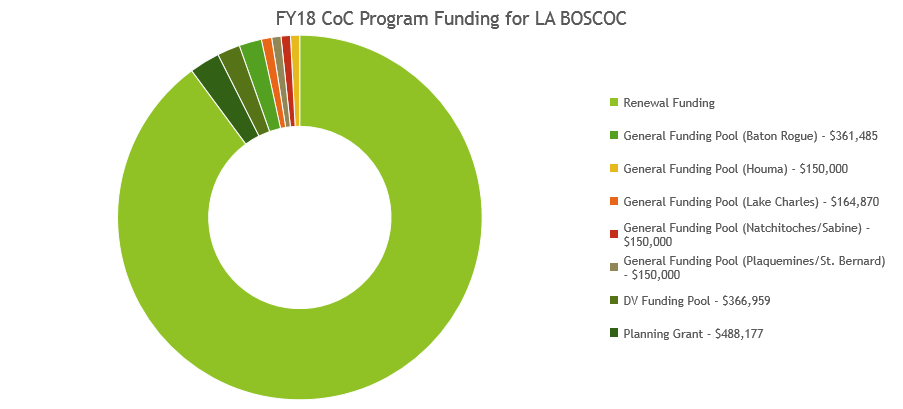 FY18 CoC Program Funding for LA BOSCOC
Renewal Funding
General Funding Pool (Baton Rogue) - $361,485
General Funding Pool (Houma) - $150,000
General Funding Pool (Lake Charles) - $164,870
General Funding Pool (Natchitoches/Sabine) -
$150,000
General Funding Pool (Plaquemines/St. Bernard)
- $150,000
DV Funding Pool - $366,959
Planning Grant - $488,177